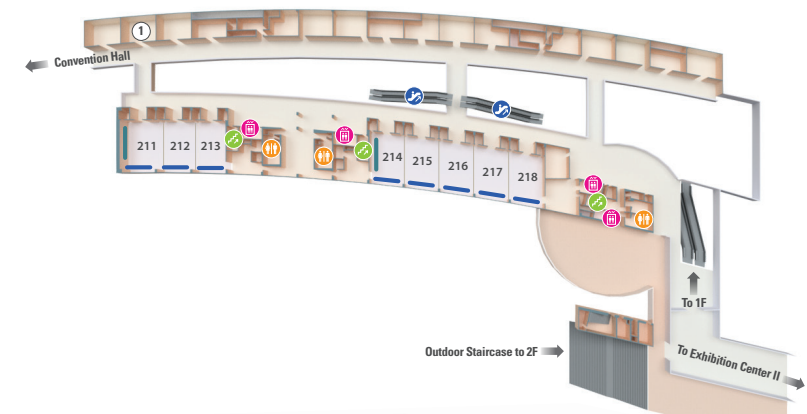 1
Convention Hall
211
212
213
214
215
216
217
218
To 1F
Outdoor Staircase to 2F
To Exhibition Center II